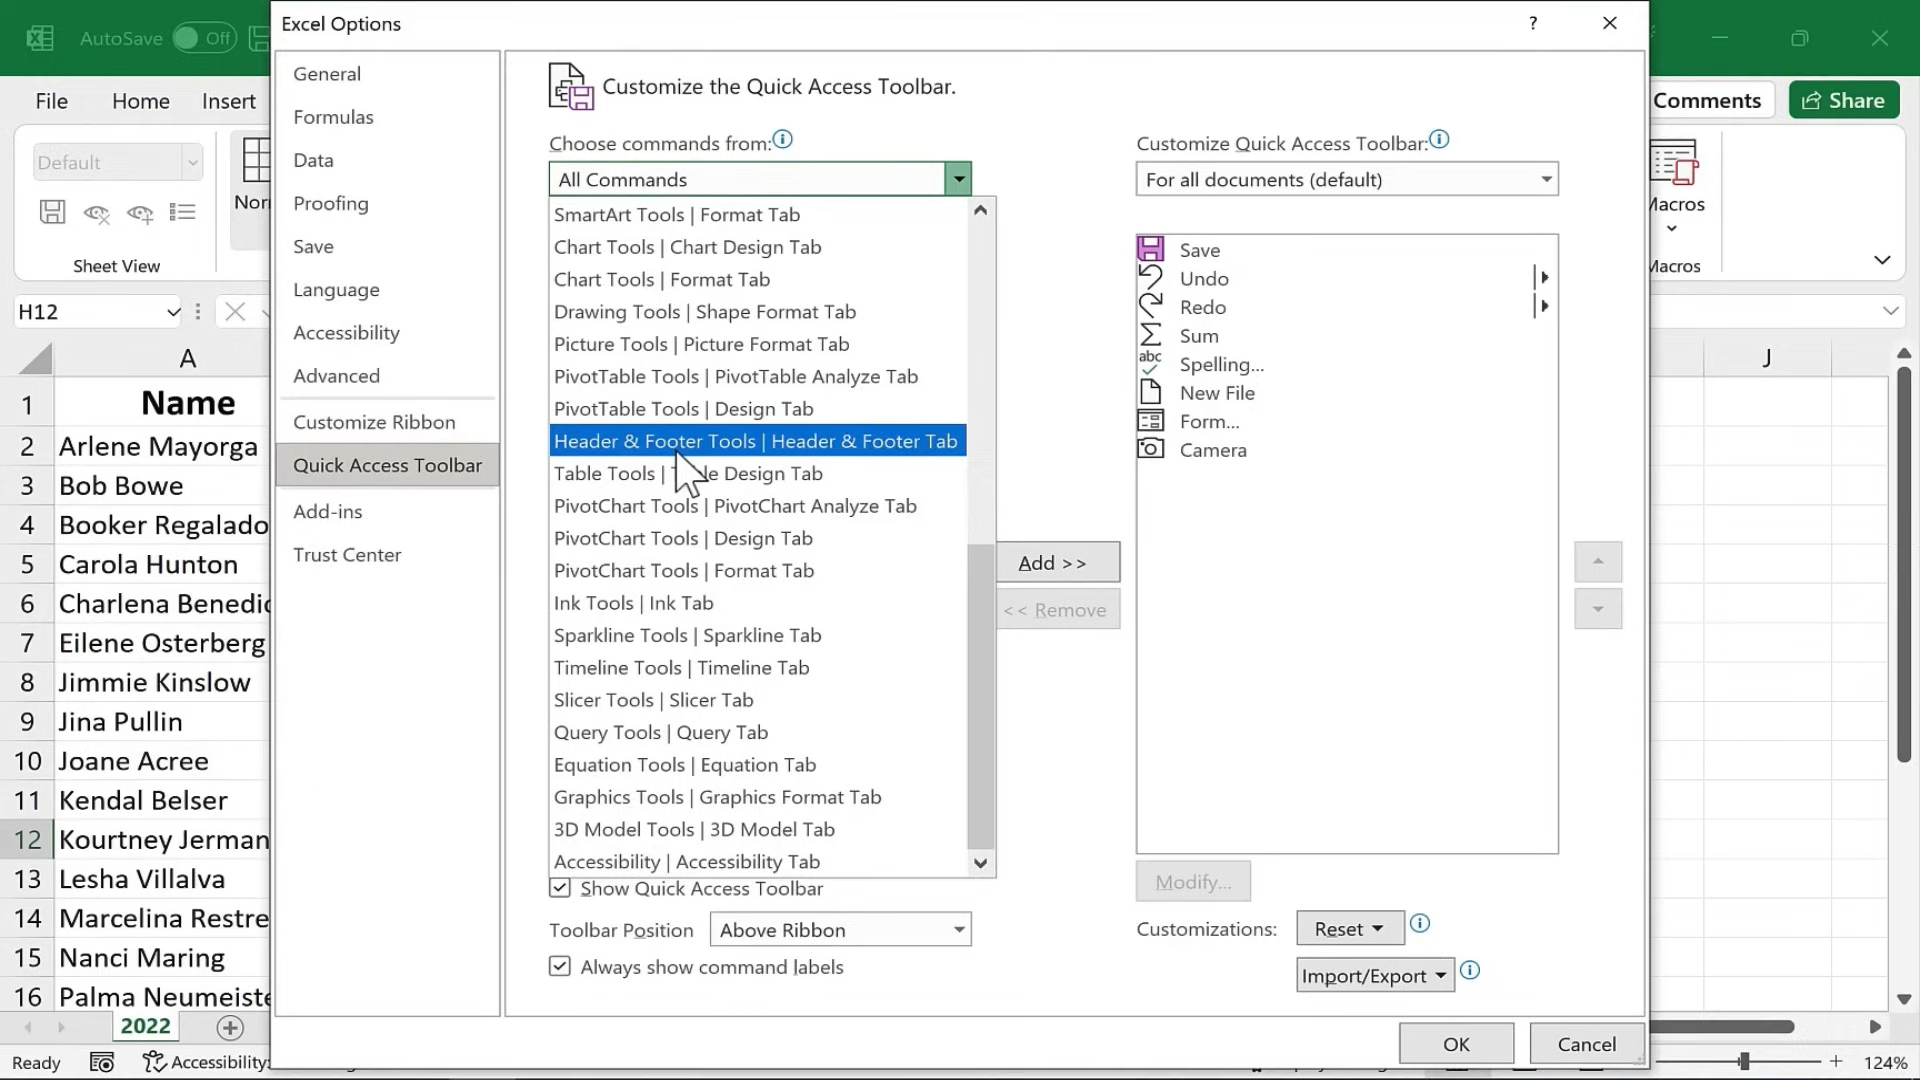 Excel Options
?
AutoSave
Off
File
Home
Insert
Comments
Share
Default
Sheet View
Macros
H12
General
Formulas
Data
Proofing
Save
Language
Accessibility
Advanced
Customize Ribbon
Quick Access Toolbar
Add-ins
Trust Center
Customize the Quick Access Toolbar.
Choose commands from:
All Commands
SmartArt Tools | Format Tab
Chart Tools | Chart Design Tab
Chart Tools | Format Tab
Drawing Tools | Shape Format Tab
Picture Tools | Picture Format Tab
PivotTable Tools | PivotTable Analyze Tab
PivotTable Tools | Design Tab
Header & Footer Tools | Header & Footer Tab
Table Tools | Table Design Tab
PivotChart Tools | PivotChart Analyze Tab
PivotChart Tools | Design Tab
PivotChart Tools | Format Tab
Ink Tools | Ink Tab
Sparkline Tools | Sparkline Tab
Timeline Tools | Timeline Tab
Slicer Tools | Slicer Tab
Query Tools | Query Tab
Equation Tools | Equation Tab
Graphics Tools | Graphics Format Tab
3D Model Tools | 3D Model Tab
Accessibility | Accessibility Tab
Show Quick Access Toolbar
Toolbar Position
Above Ribbon
Always show command labels
Add >>
<< Remove
Customize Quick Access Toolbar:
For all documents (default)
Save
Undo
Redo
Sum
abc
Spelling...
New File
Form...
Camera
Modify...
Customizations:
Reset
Import/Export
OK
Cancel
A
J
1 Name
2 Arlene Mayorga
3 Bob Bowe
4 Booker Regalado
5 Carola Hunton
6 Charlena Benedic
7 Eilene Osterberg
8 Jimmie Kinslow
9 Jina Pullin
10 Joane Acree
11 Kendal Belser
12 Kourtney Jerman
13 Lesha Villalva
14 Marcelina Restre
15 Nanci Maring
16 Palma Neumeiste
2022
Ready
Accessibility:
124%